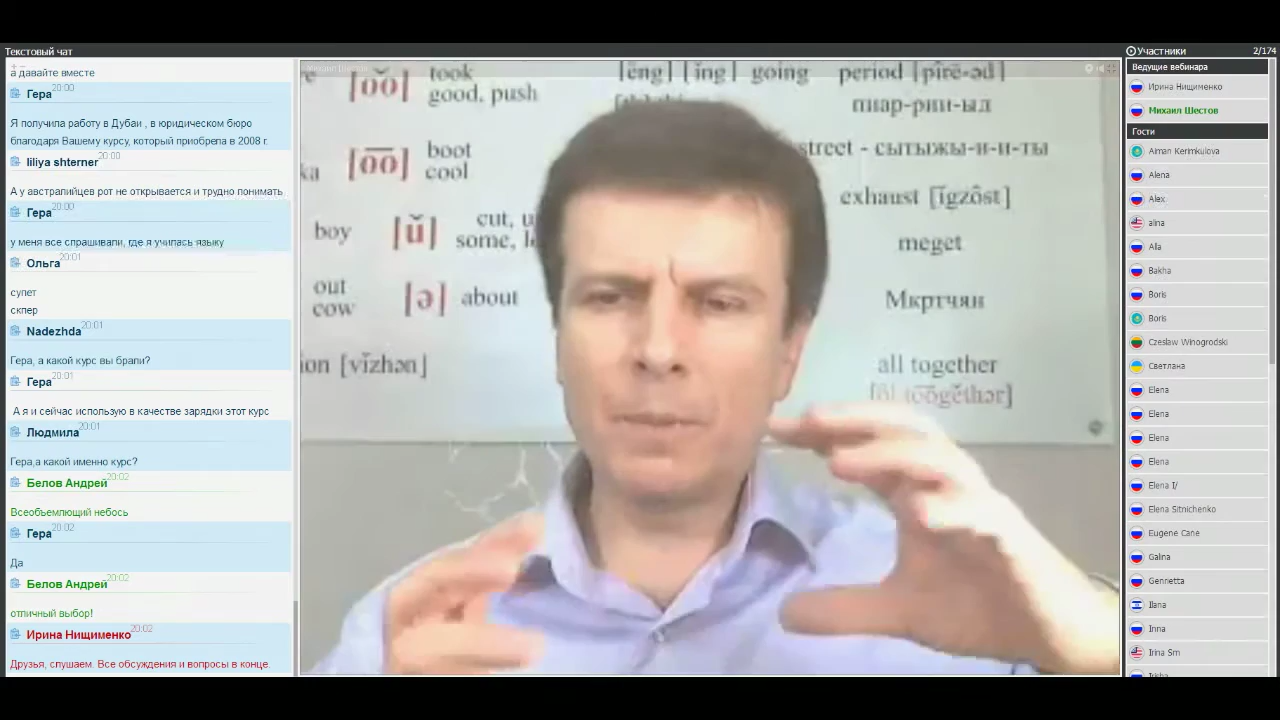 Текстовый чат
а давайте вместе
20:00
Гера
Я получила работу в Дубаи , в юридическом бюро
благодаря Вашему курсу, который приобрела в 2008 г.
liliya shterner 20:00
А у австралийцев рот не открывается и трудно понимать
Гера 20:00
у меня все спрашивали, где я училась языку
Ольга 20:01
супет
скпер
Nadezhda 20:01
Гера, а какой курс вы брали?
Гера 20:01
А я и сейчас использую в качестве зарядки этот курс
Людмила 20:01
Гера,а какой именно курс?
Белов Андрей 20:02
Всеобъемлющий небось
Гера 20:02
Да
Белов Андрей 20:02
отличный выбор!
Ирина Нищименко 20:02
Друзья, слушаем. Все обсуждения и вопросы в конце.
[o͝o] took
good, push
[o͞o] boot
cool
boy [ŭ] cut,
some,
out
cow [ə] about
[vĭzhən]
[ēng] [ĭng] going period [pîrē-əd]
пиар-рии-ыд
street - сытыжы-и-и-ты
exhaust [ĭgzôst]
meget
Мкртчян
all together
[ôl to͞ogĕthər]
Участники 2/174
Ведущие вебинара
Ирина Нищименко
Михаил Шестов
Гости
Aiman Kerimkulova
Alena
Alex
alna
Alla
Bakha
Boris
Boris
Czeslaw Winogrodski
Светлана
Elena
Elena
Elena
Elena
Elena I/
Elena Sitnichenko
Eugene Cane
Galina
Genrietta
Ilana
Inna
Irina Sm